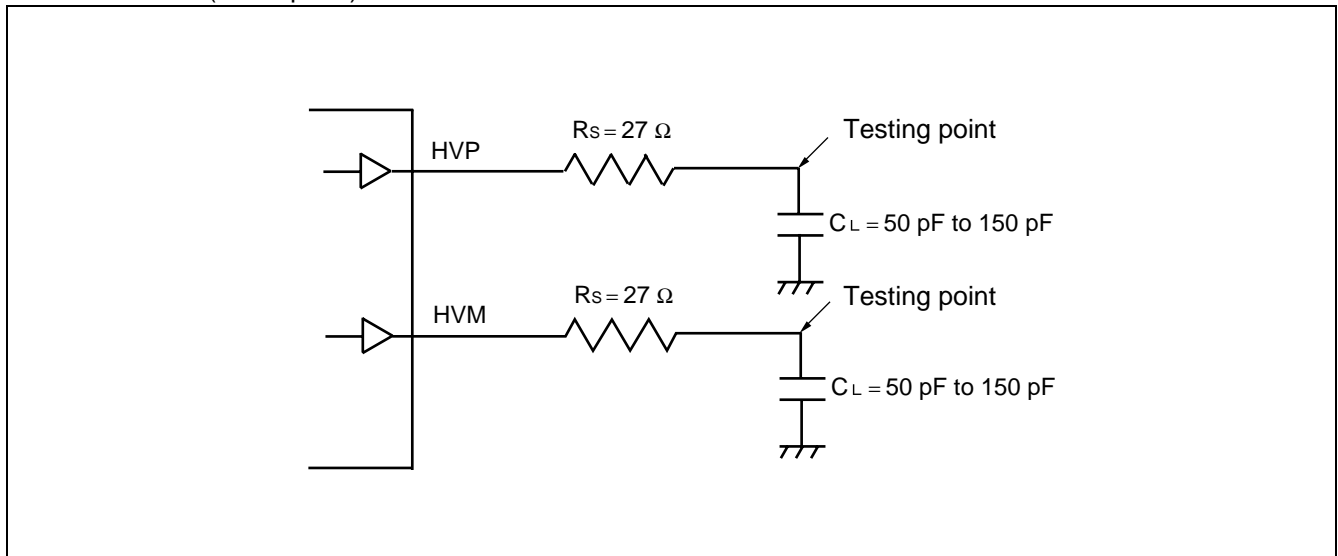 Rs = 27 Ω
Testing point
HVP
CL = 50 pF to 150 pF
Rs = 27 Ω
Testing point
HVM
CL = 50 pF to 150 pF